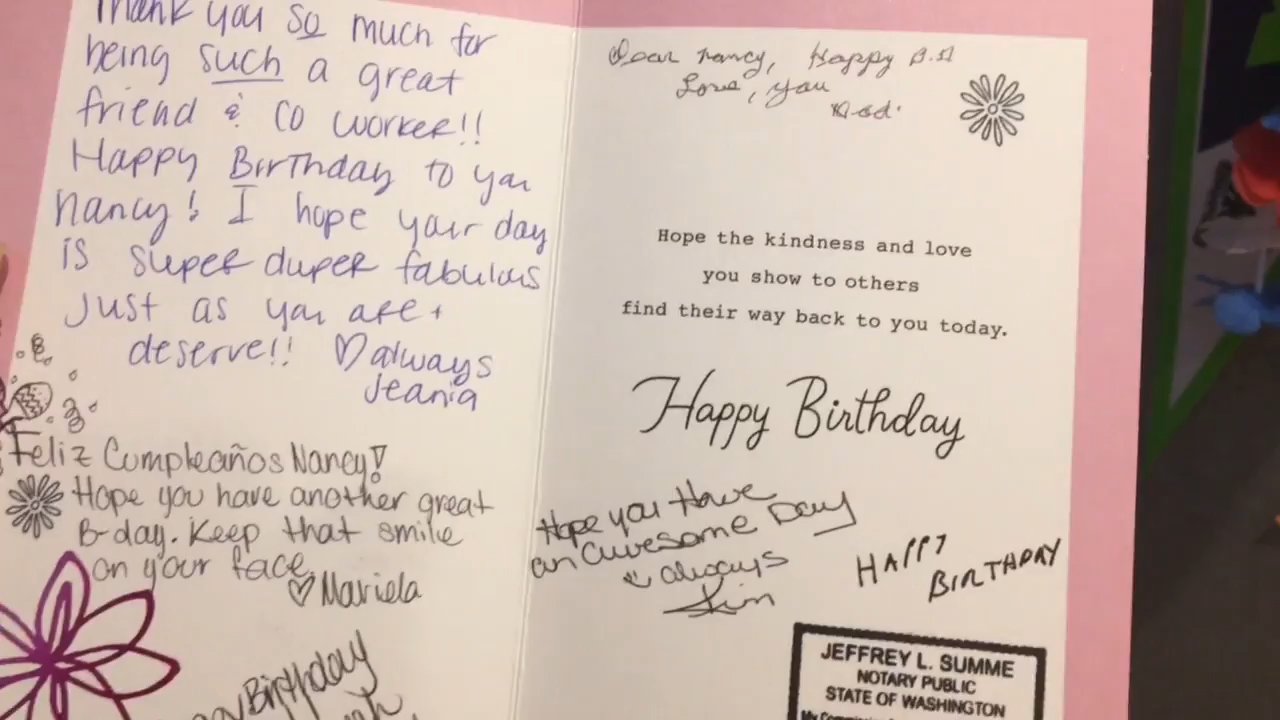 Thank you so much for
being such a great
friend & co worker!!
Happy Birthday to you
Nancy! I hope your day
is super duper fabulous
just as you are +
deserve!! ♡ always
Jeania
Feliz Cumpleaños Nancy!
Hope you have another great
B-day. Keep that smile
on your face
♡ Mariela
Birthday
Dear Nancy, Happy B.d
Love, you
Dad.
Hope the kindness and love
you show to others
find their way back to you today.
Happy Birthday
Hope you Have
an awesome Day
always
HAPPY
BIRTHDAY
JEFFREY L. SUMME
NOTARY PUBLIC
STATE OF WASHINGTON